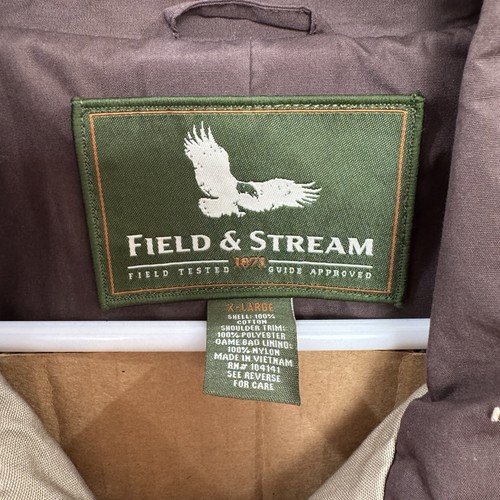 FIELD & STREAM
1871
FIELD TESTED GUIDE APPROVED
X-LARGE
SHELL: 100%
COTTON
SHOULDER TRIM:
100% POLYESTER
GAME BAG LINING:
100% NYLON
MADE IN VIETNAM
RN# 184141
SEE REVERSE
FOR CARE